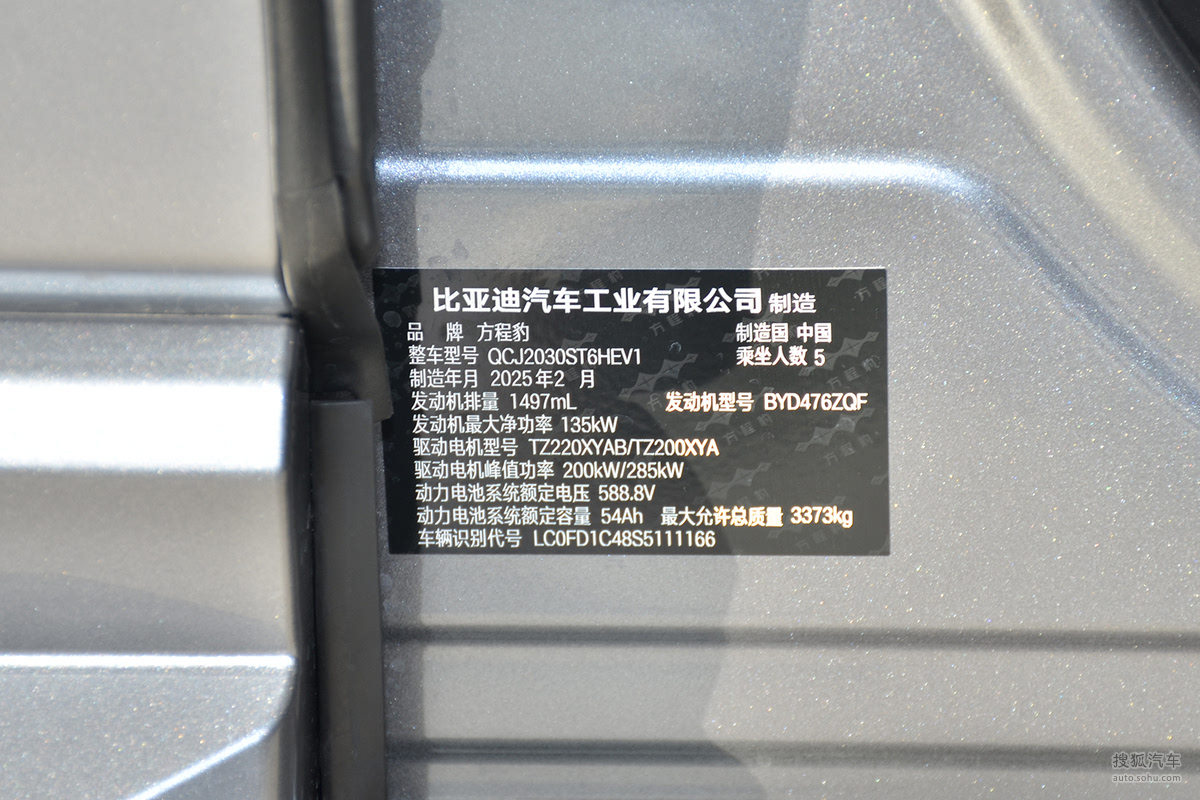 比亚迪汽车工业有限公司 制造
品 牌 方程豹 制造国 中国
整车型号 QCJ2030ST6HEV1 乘坐人数 5
制造年月 2025年2 月
发动机排量 1497mL 发动机型号 BYD476ZQF
发动机最大净功率 135kW
驱动电机型号 TZ220XYAB/TZ200XYA
驱动电机峰值功率 200kW/285kW
动力电池系统额定电压 588.8V
动力电池系统额定容量 54Ah 最大允许总质量 3373kg
车辆识别代号 LC0FD1C48S5111166
搜狐汽车
auto.sohu.com